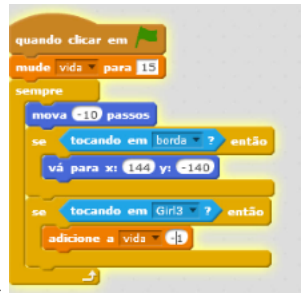 quando clicar em
mude vida para 15
sempre
mova -10 passos
se tocando em borda ? então
vá para x: 144 y: -140
se tocando em Girl3 ? então
adicione a vida -1